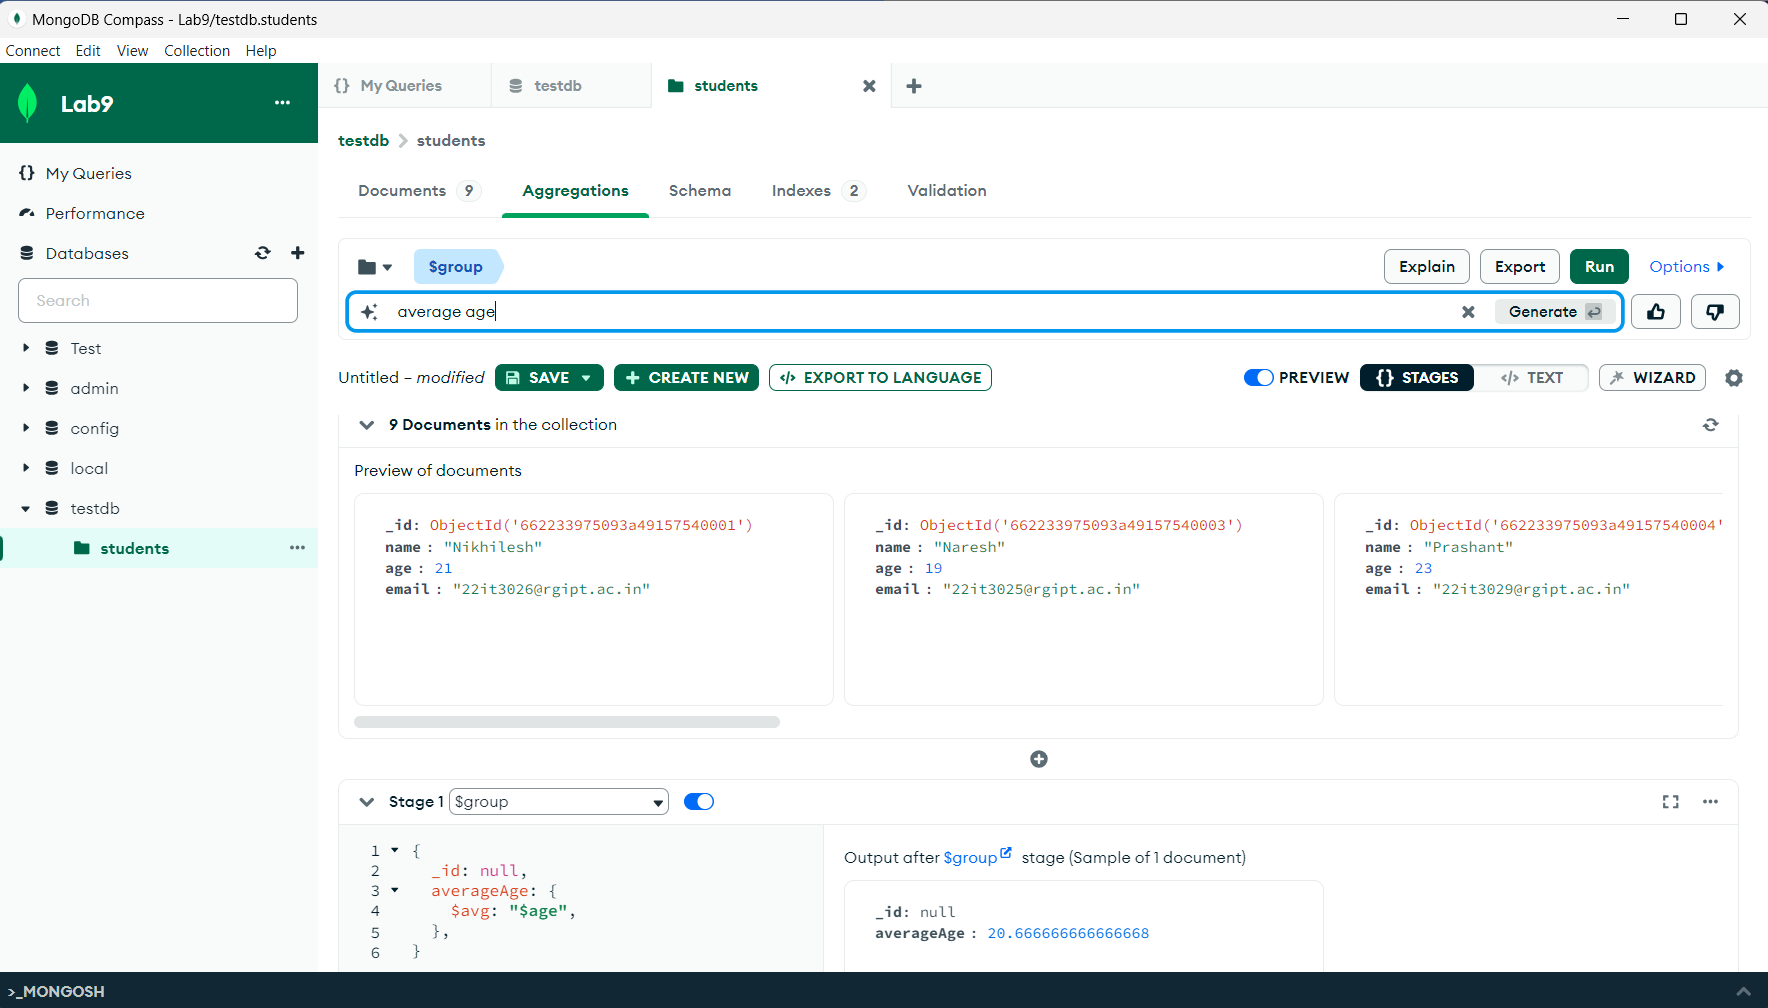 MongoDB Compass - Lab9/testdb.students
Connect Edit View Collection Help
Lab9
My Queries
Performance
Databases
Search
Test
admin
config
local
testdb
students
My Queries testdb students
testdb students
Documents 9 Aggregations Schema Indexes 2 Validation
$group Explain Export Run Options
average age Generate
Untitled – modified SAVE CREATE NEW </> EXPORT TO LANGUAGE PREVIEW {} STAGES </> TEXT WIZARD
9 Documents in the collection
Preview of documents
_id: ObjectId('662233975093a49157540001')
name : "Nikhilesh"
age : 21
email : "22it3026@rgipt.ac.in"
_id: ObjectId('662233975093a49157540003')
name : "Naresh"
age : 19
email : "22it3025@rgipt.ac.in"
_id: ObjectId('662233975093a49157540004'
name : "Prashant"
age : 23
email : "22it3029@rgipt.ac.in"
Stage 1 $group
1 {
2 _id: null,
3 averageAge: {
4 $avg: "$age",
5 },
6 }
Output after $group stage (Sample of 1 document)
_id: null
averageAge : 20.666666666666668
>_MONGOSH